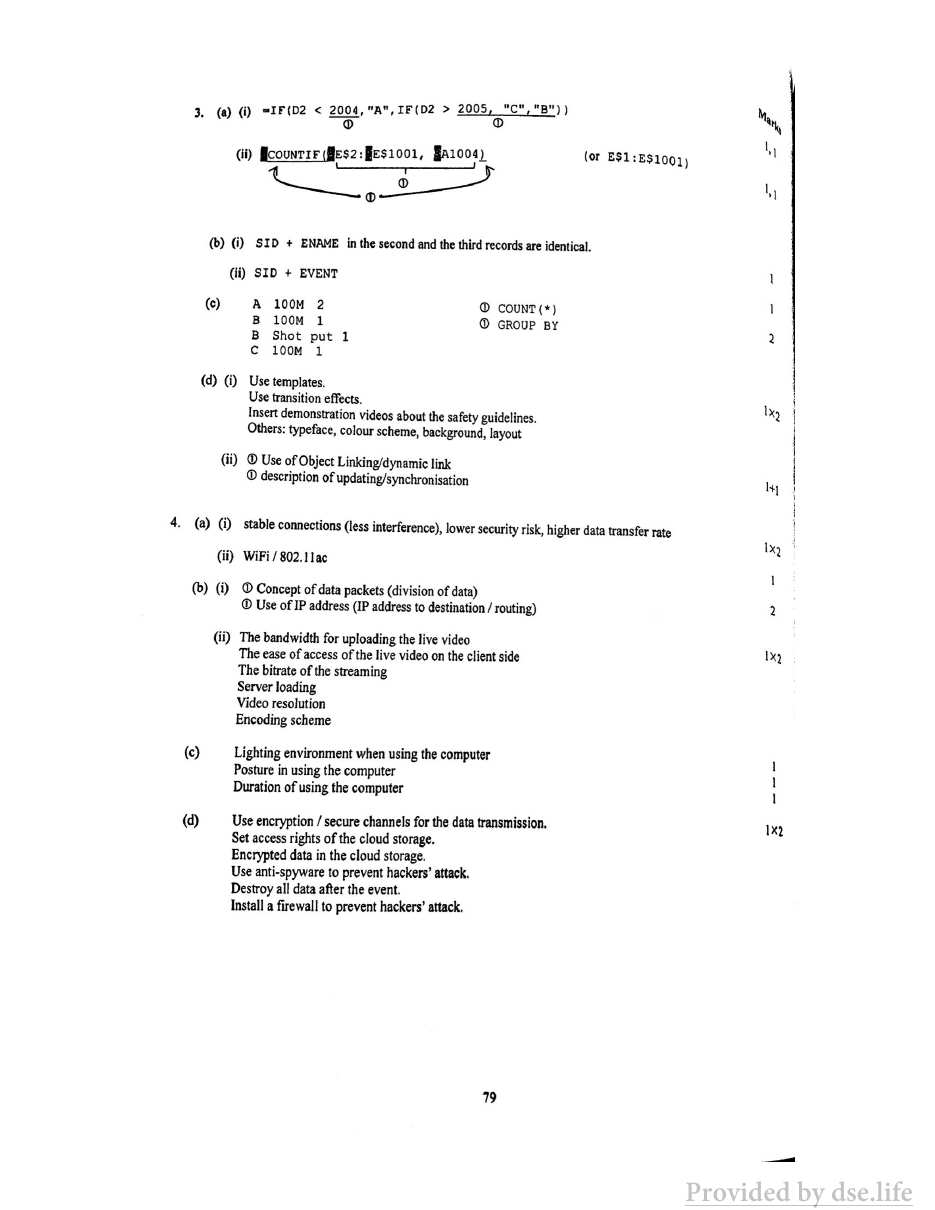 Marks
3. (a) (i) =IF(D2 < 2004,"A",IF(D2 > 2005, "C","B"))
① ①
1,1
(ii) COUNTIF( E$2: E$1001, A1004) (or E$1:E$1001)
①
①
1,1
(b) (i) SID + ENAME in the second and the third records are identical.
1
(ii) SID + EVENT
1
(c) A 100M 2 ① COUNT(*)
B 100M 1 ① GROUP BY
B Shot put 1
2
C 100M 1
(d) (i) Use templates.
Use transition effects.
Insert demonstration videos about the safety guidelines.
1×2
Others: typeface, colour scheme, background, layout
(ii) ① Use of Object Linking/dynamic link
① description of updating/synchronisation
1+1
4. (a) (i) stable connections (less interference), lower security risk, higher data transfer rate
1×2
(ii) WiFi / 802.11ac
1
(b) (i) ① Concept of data packets (division of data)
① Use of IP address (IP address to destination / routing)
2
(ii) The bandwidth for uploading the live video
The ease of access of the live video on the client side
1×2
The bitrate of the streaming
Server loading
Video resolution
Encoding scheme
(c) Lighting environment when using the computer
1
Posture in using the computer
1
Duration of using the computer
1
(d) Use encryption / secure channels for the data transmission.
1×2
Set access rights of the cloud storage.
Encrypted data in the cloud storage.
Use anti-spyware to prevent hackers' attack.
Destroy all data after the event.
Install a firewall to prevent hackers' attack.
79
Provided by dse.life